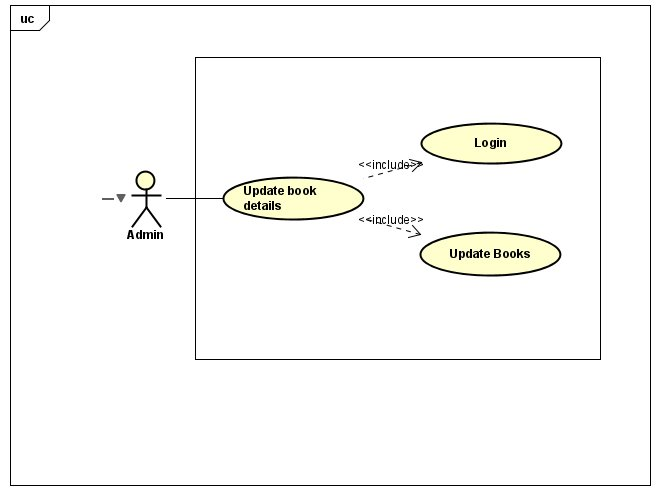 uc
Login
<<include>>
Update book
details
<<include>>
Admin
Update Books